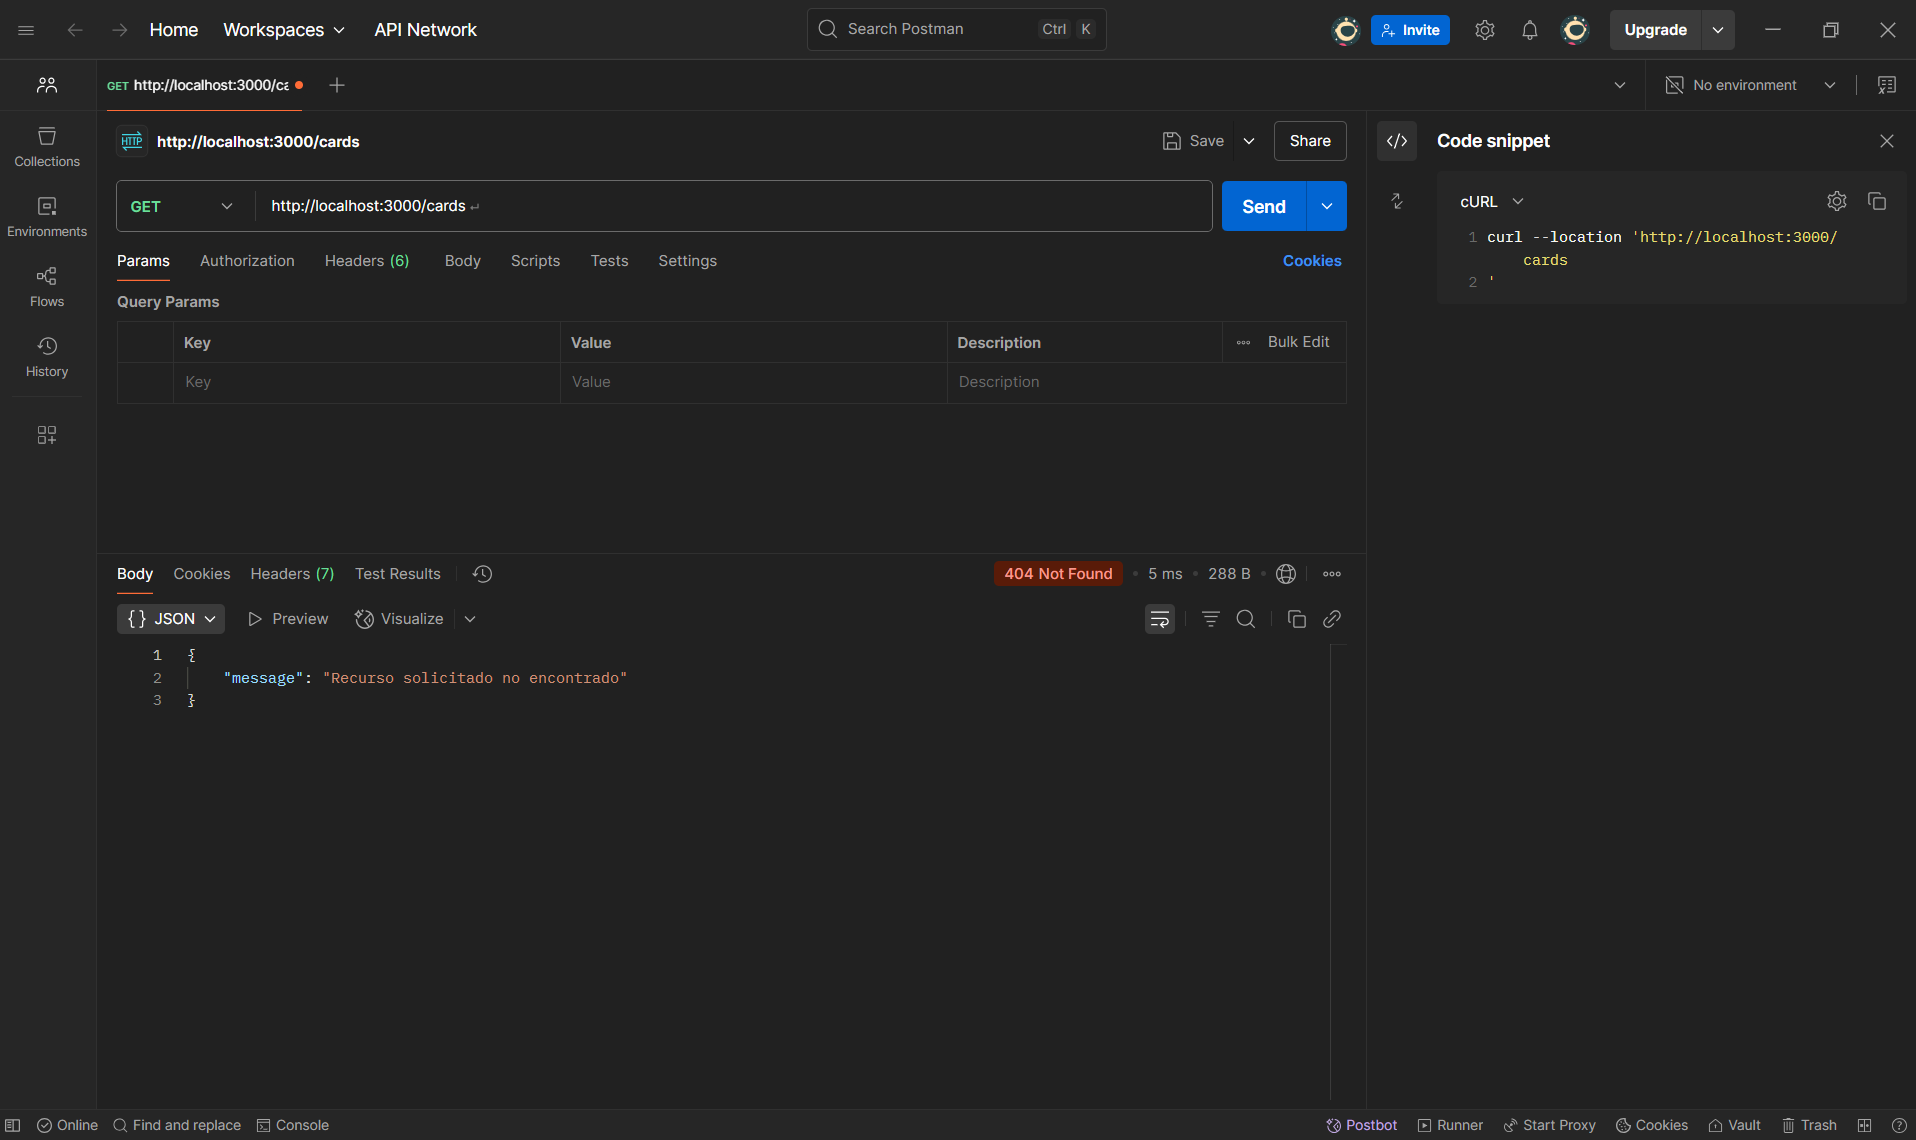 Home
Workspaces
API Network
Search Postman
Ctrl K
Invite
Upgrade
GET http://localhost:3000/ca
No environment
Collections
Environments
Flows
History
HTTP
http://localhost:3000/cards
Save
Share
GET
http://localhost:3000/cards ↵
Send
Params
Authorization
Headers (6)
Body
Scripts
Tests
Settings
Cookies
Query Params
Key
Value
Description
Bulk Edit
Key
Value
Description
Body
Cookies
Headers (7)
Test Results
404 Not Found
5 ms
288 B
{} JSON
Preview
Visualize
1 {
2 "message": "Recurso solicitado no encontrado"
3 }
</> Code snippet
cURL
1 curl --location 'http://localhost:3000/
cards
2 '
Online
Find and replace
Console
Postbot
Runner
Start Proxy
Cookies
Vault
Trash